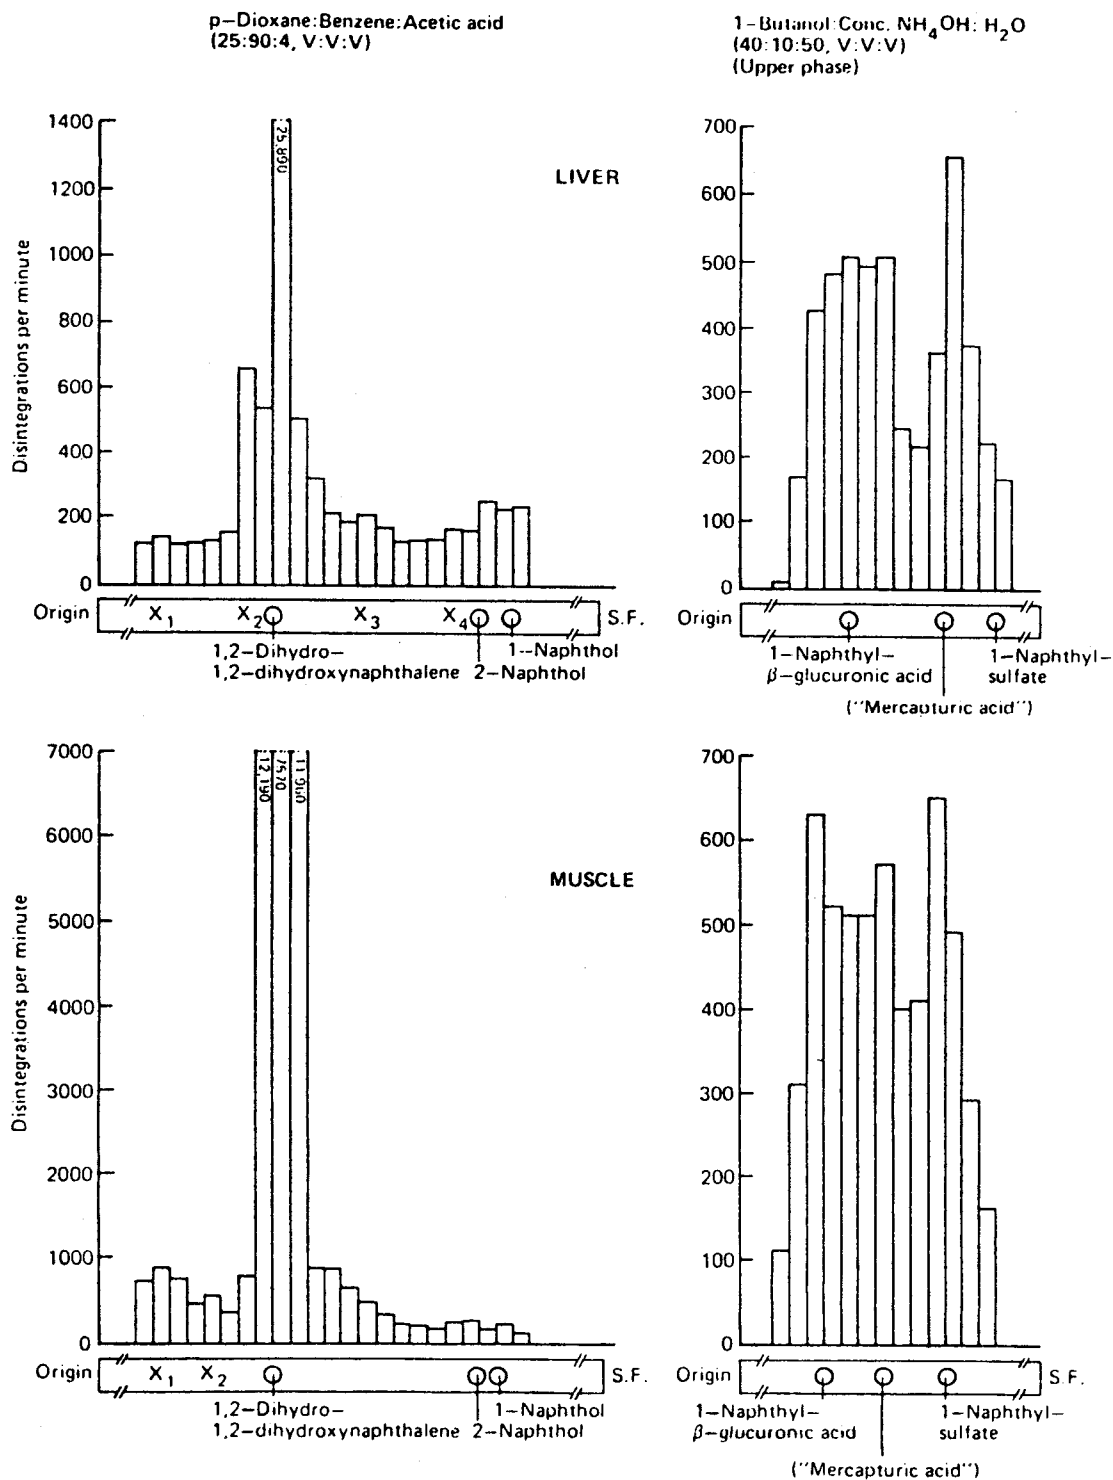 p-Dioxane:Benzene:Acetic acid
(25:90:4, V:V:V)
1-Butanol:Conc. NH4OH: H2O
(40:10:50, V:V:V)
(Upper phase)
LIVER
Disintegrations per minute
1400
1200
1000
800
600
400
200
0
25,890
Origin
X1
X2
X3
X4
S.F.
1,2-Dihydro-
1,2-dihydroxynaphthalene
1-Naphthol
2-Naphthol
700
600
500
400
300
200
100
0
Origin
1-Naphthyl-
β-glucuronic acid
1-Naphthyl-
sulfate
("Mercapturic acid")
MUSCLE
Disintegrations per minute
7000
6000
5000
4000
3000
2000
1000
0
12,190
7570
Origin
X1
X2
S.F.
1,2-Dihydro-
1,2-dihydroxynaphthalene
1-Naphthol
2-Naphthol
700
600
500
400
300
200
100
0
Origin
S.F.
1-Naphthyl-
β-glucuronic acid
1-Naphthyl-
sulfate
("Mercapturic acid")